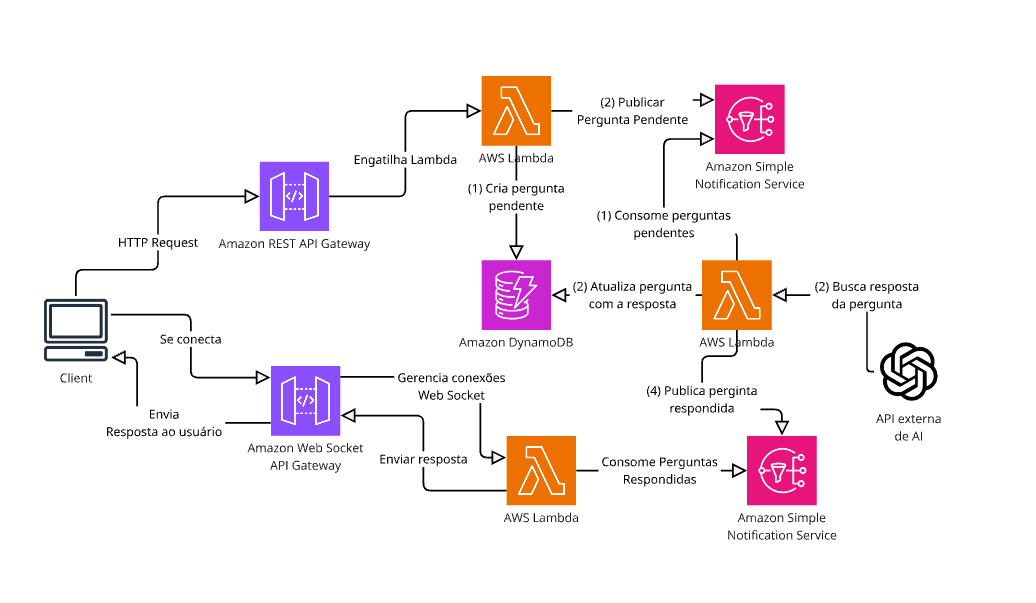 (2) Publicar
Pergunta Pendente
AWS Lambda
Engatilha Lambda
Amazon Simple
Notification Service
(1) Cria pergunta
pendente
(1) Consome perguntas
pendentes
HTTP Request
Amazon REST API Gateway
(2) Atualiza pergunta
com a resposta
(2) Busca resposta
da pergunta
Se conecta
Amazon DynamoDB
AWS Lambda
Client
Gerencia conexões
Web Socket
(4) Publica perginta
respondida
API externa
de AI
Envia
Resposta ao usuário
Amazon Web Socket
API Gateway
Enviar resposta
Consome Perguntas
Respondidas
AWS Lambda
Amazon Simple
Notification Service